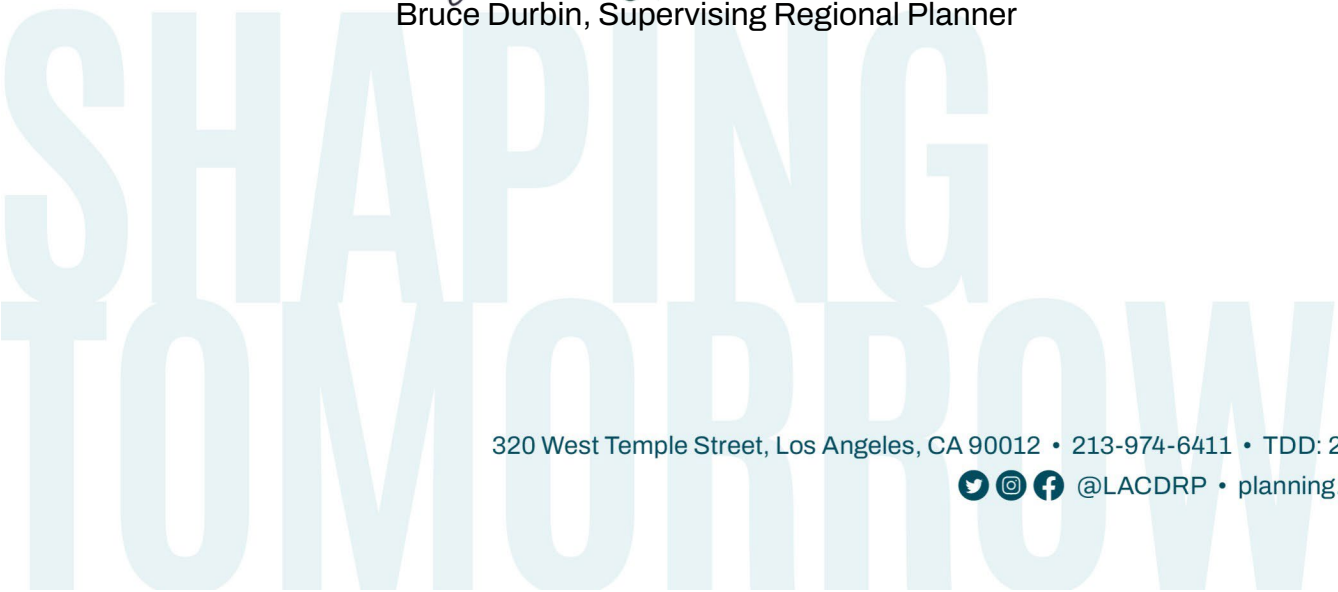 Bruce Durbin, Supervising Regional Planner
SHAPING
TOMORROW
320 West Temple Street, Los Angeles, CA 90012 • 213-974-6411 • TDD: 2
@LACDRP • planning.